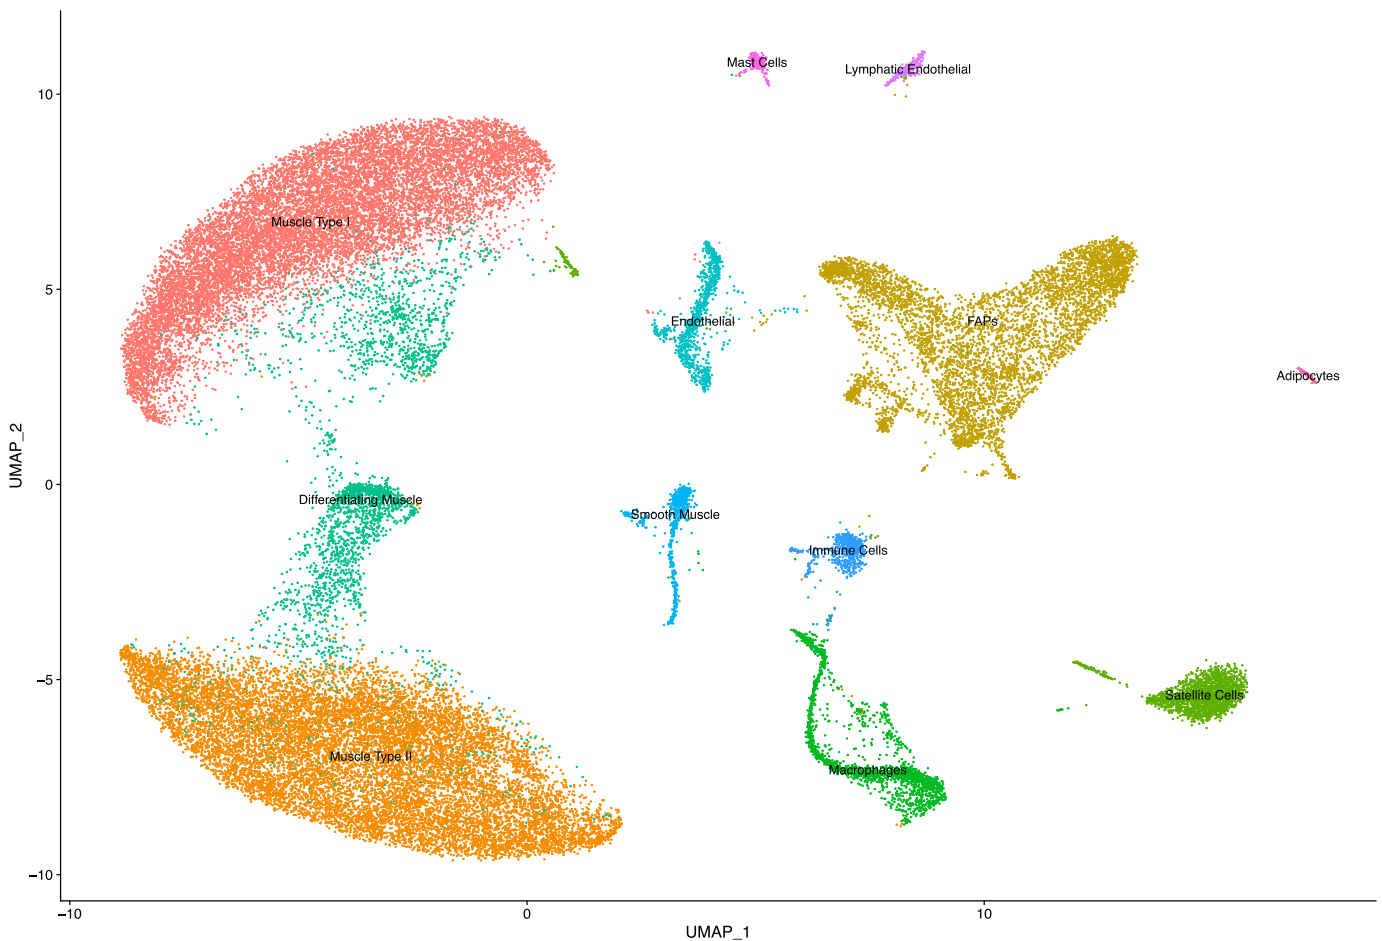 Mast Cells
Lymphatic Endothelial
10
Muscle Type I
5
Endothelial
FAPs
Adipocytes
UMAP_2
0
Differentiating Muscle
Smooth Muscle
Immune Cells
−5
Satellite Cells
Muscle Type II
Macrophages
−10
−10
0
10
UMAP_1